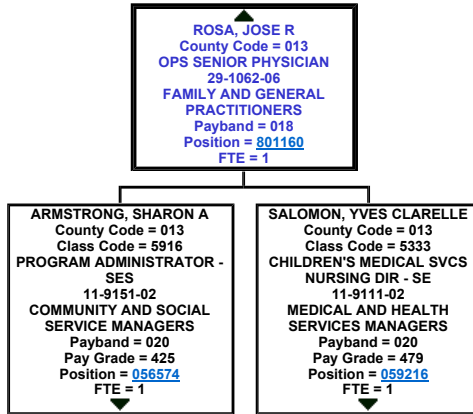 ROSA, JOSE R
County Code = 013
OPS SENIOR PHYSICIAN
29-1062-06
FAMILY AND GENERAL
PRACTITIONERS
Payband = 018
Position = 801160
FTE = 1
ARMSTRONG, SHARON A
County Code = 013
Class Code = 5916
PROGRAM ADMINISTRATOR -
SES
11-9151-02
COMMUNITY AND SOCIAL
SERVICE MANAGERS
Payband = 020
Pay Grade = 425
Position = 056574
FTE = 1
SALOMON, YVES CLARELLE
County Code = 013
Class Code = 5333
CHILDREN'S MEDICAL SVCS
NURSING DIR - SE
11-9111-02
MEDICAL AND HEALTH
SERVICES MANAGERS
Payband = 020
Pay Grade = 479
Position = 059216
FTE = 1